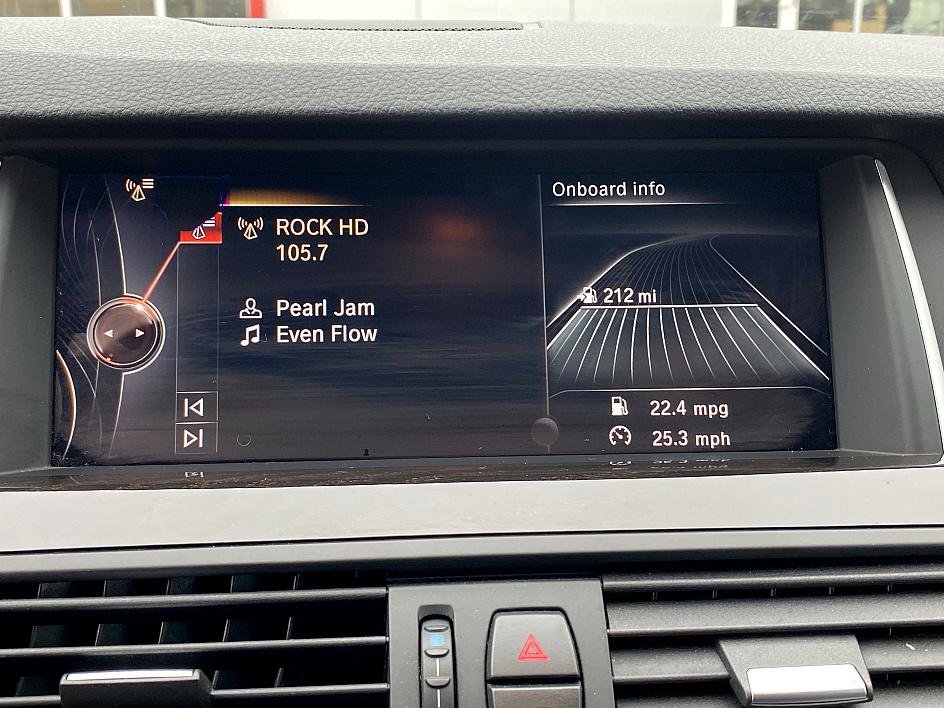 ROCK HD
105.7
Pearl Jam
Even Flow
Onboard info
212 mi
22.4 mpg
25.3 mph